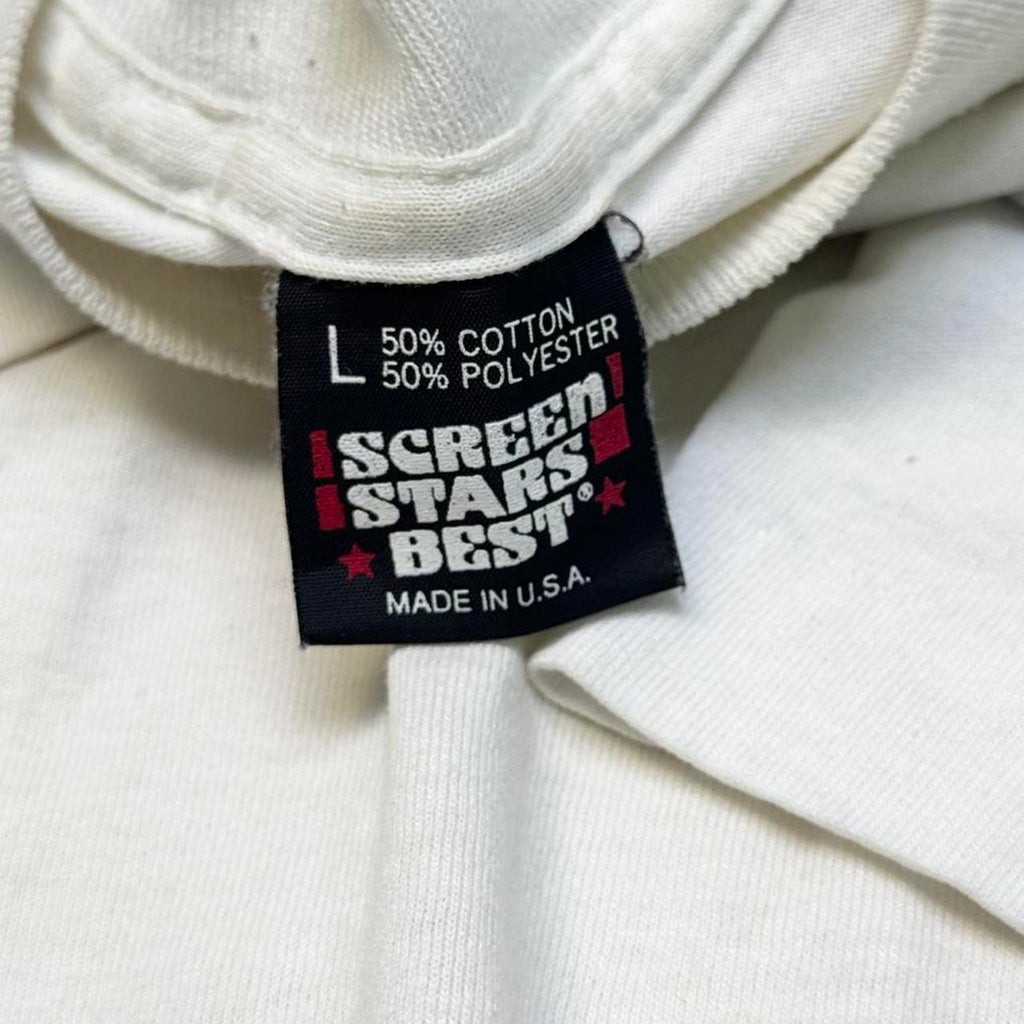 L 50% COTTON
50% POLYESTER
SCREEN
STARS
BEST®
MADE IN U.S.A.